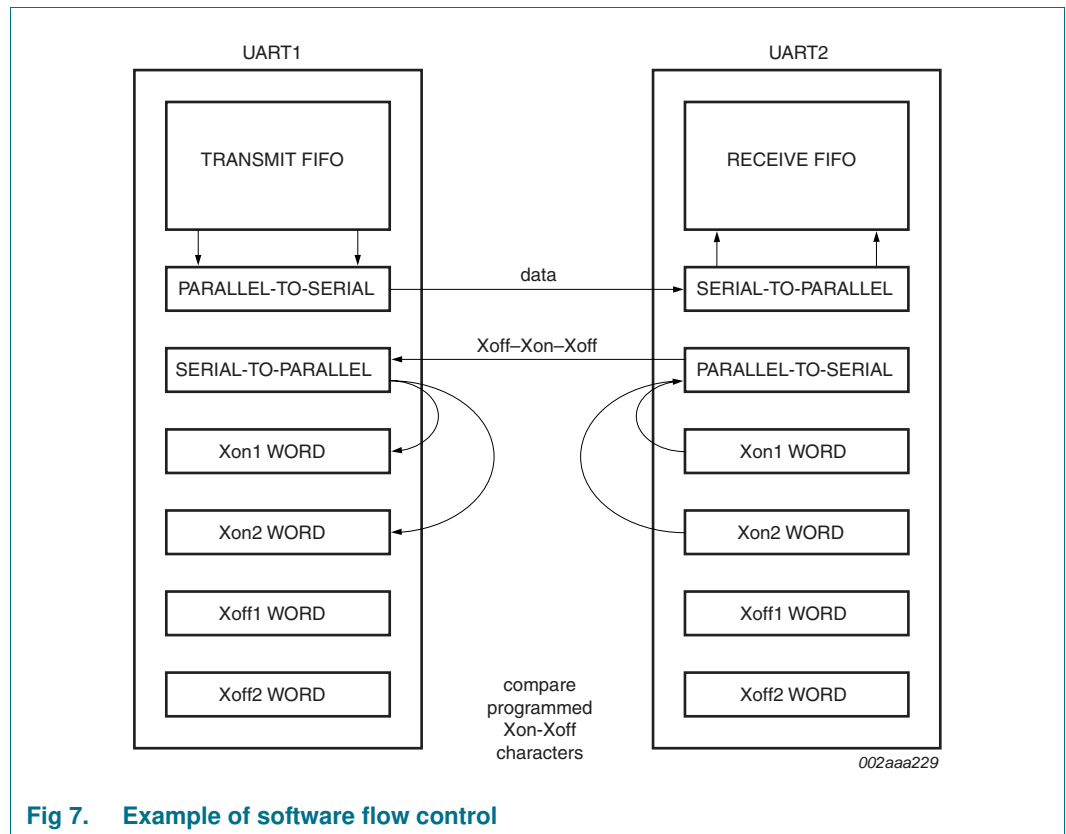 UART1
UART2
TRANSMIT FIFO
RECEIVE FIFO
PARALLEL-TO-SERIAL
data
SERIAL-TO-PARALLEL
Xoff–Xon–Xoff
SERIAL-TO-PARALLEL
PARALLEL-TO-SERIAL
Xon1 WORD
Xon1 WORD
Xon2 WORD
Xon2 WORD
Xoff1 WORD
Xoff1 WORD
Xoff2 WORD
Xoff2 WORD
compare
programmed
Xon-Xoff
characters
002aaa229
Fig 7. Example of software flow control